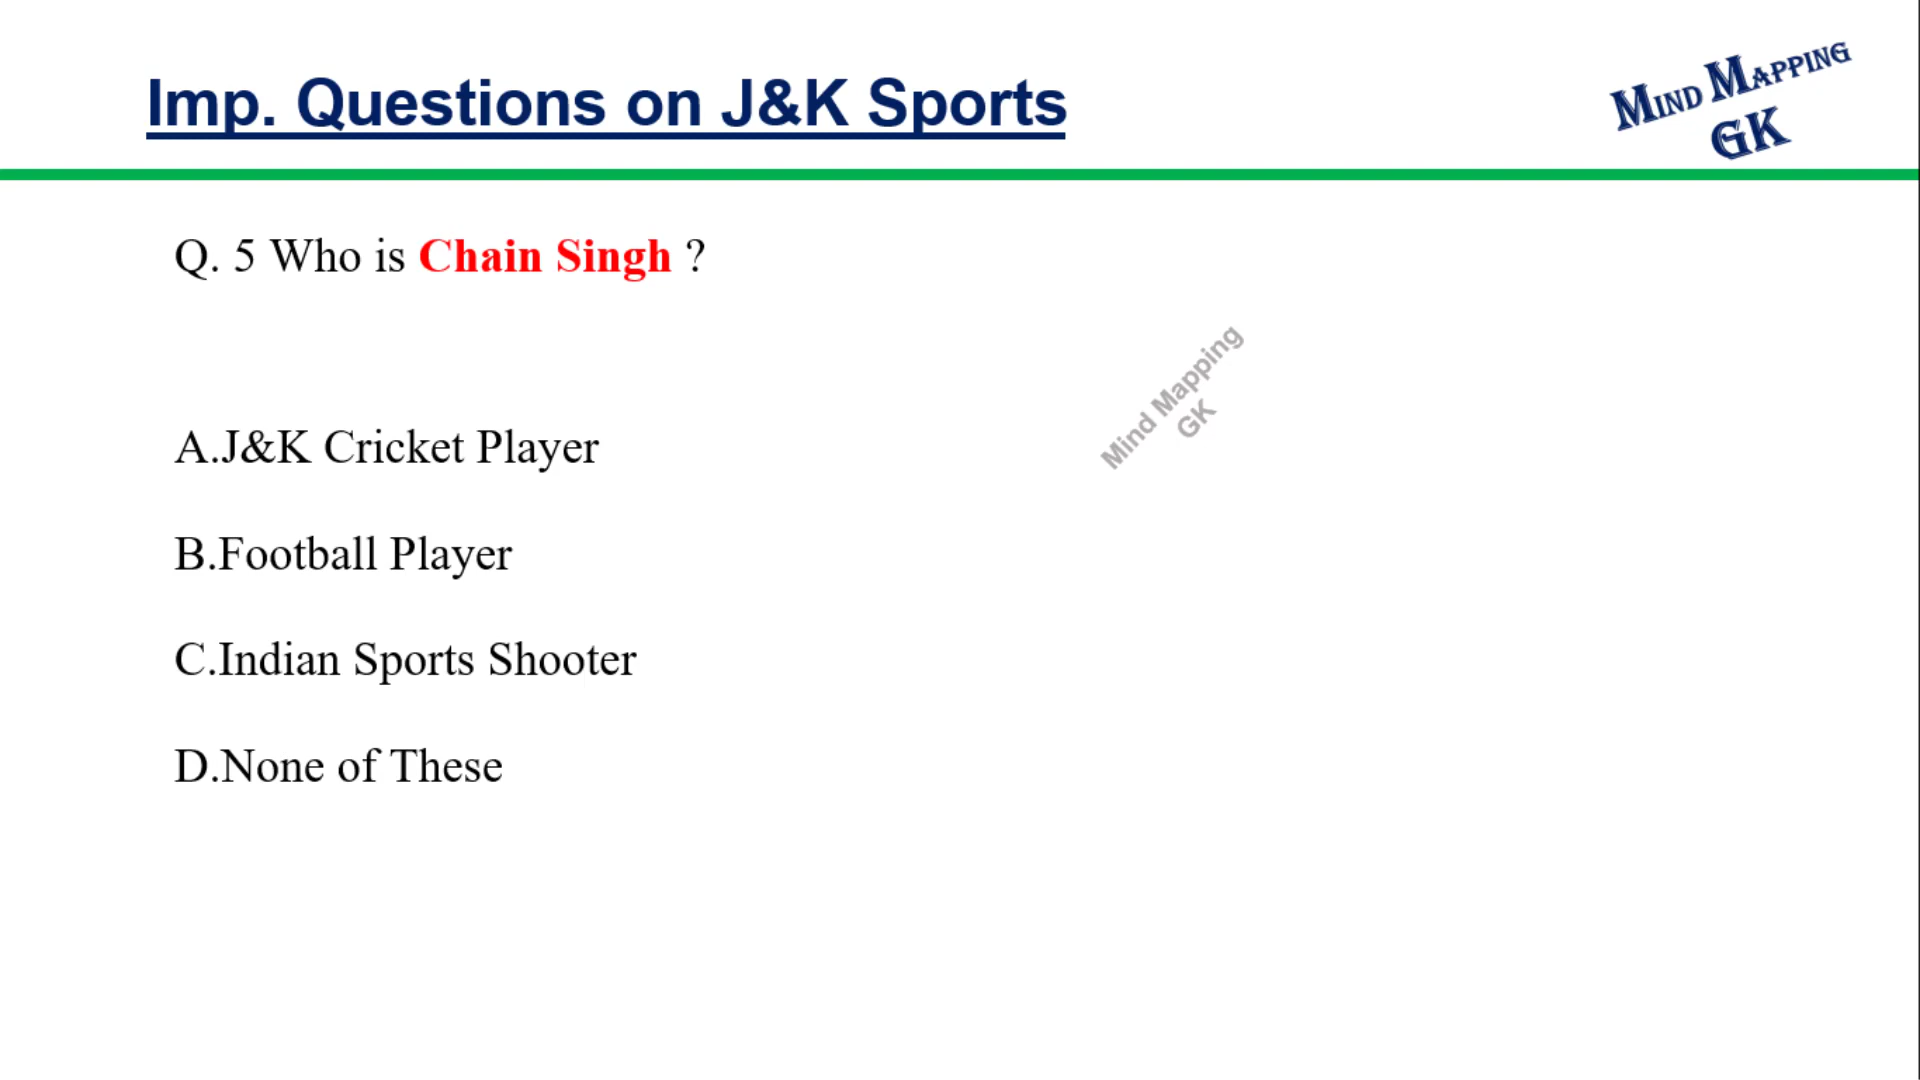 Imp. Questions on J&K Sports
MIND MAPPING
GK
Q. 5 Who is Chain Singh ?
Mind Mapping
GK
A.J&K Cricket Player
B.Football Player
C.Indian Sports Shooter
D.None of These